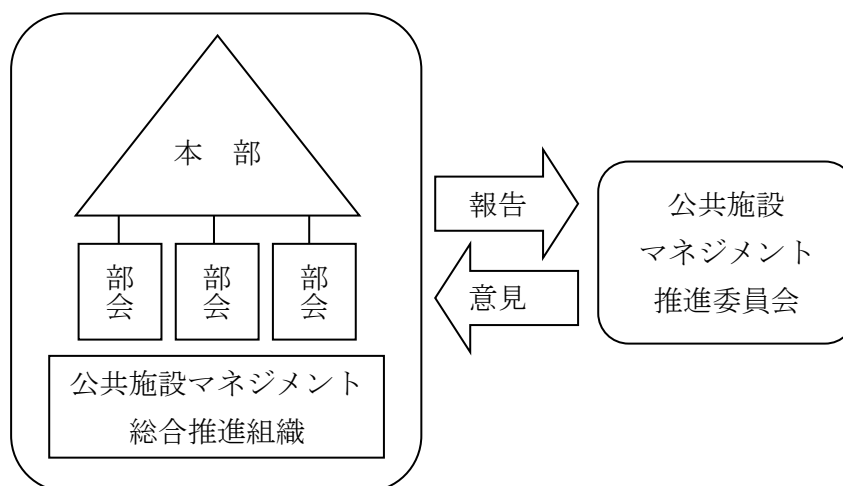 本　部
部会
部会
部会
公共施設マネジメント
総合推進組織
報告
意見
公共施設
マネジメント
推進委員会